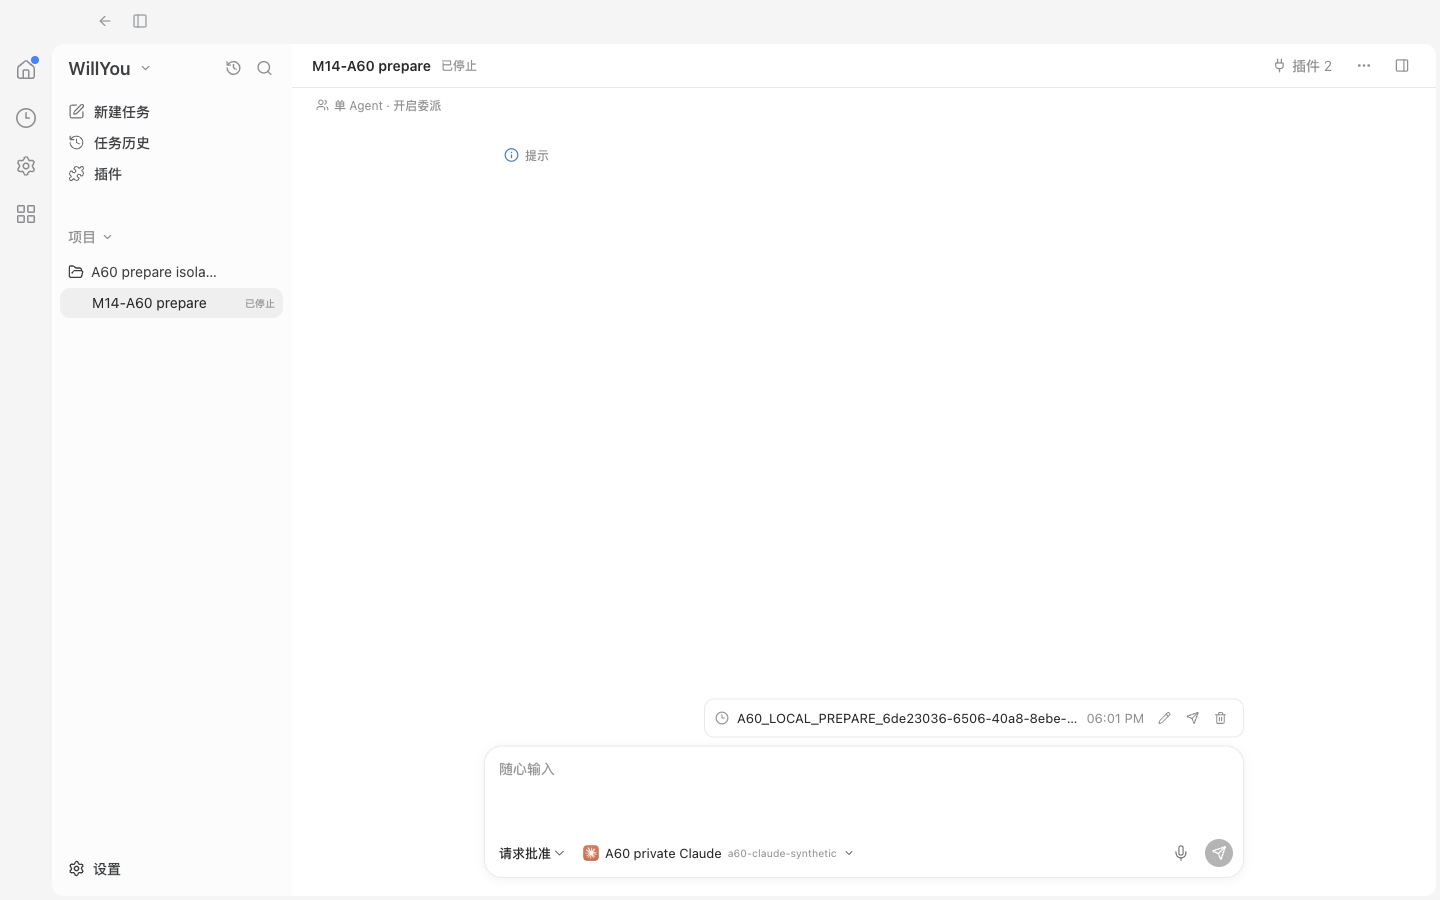 WillYou
新建任务
任务历史
插件
项目
A60 prepare isola...
M14-A60 prepare 已停止
设置
M14-A60 prepare 已停止
插件 2
单 Agent · 开启委派
提示
A60_LOCAL_PREPARE_6de23036-6506-40a8-8ebe-... 06:01 PM
随心输入
请求批准 A60 private Claude a60-claude-synthetic